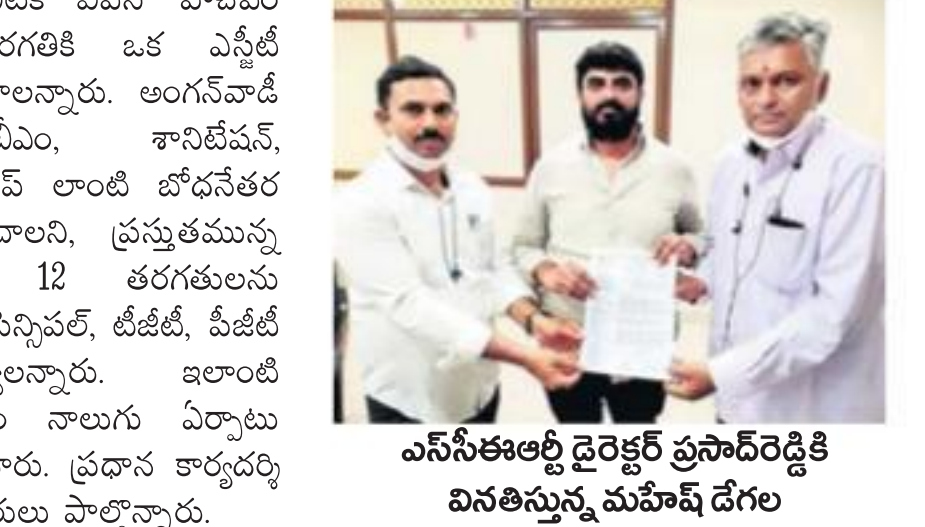 రగతికి ఒక ఎస్జీటీ
లన్నారు. అంగన్‌వాడీ
వీఎం, శానిటేషన్,
లాంటి బోధనేతర
దాలని, ప్రస్తుతమున్న
12 తరగతులను
న్సిపల్, టీజీటీ, పీజీటీ
లన్నారు. ఇలాంటి
నాలుగు ఏర్పాటు
రు. ప్రధాన కార్యదర్శి
లు పాల్గొన్నారు.
ఎస్‌సీఈఆర్టీ డైరెక్టర్ ప్రసాద్‌రెడ్డికి
వినతిస్తున్న మహేష్ డేగల